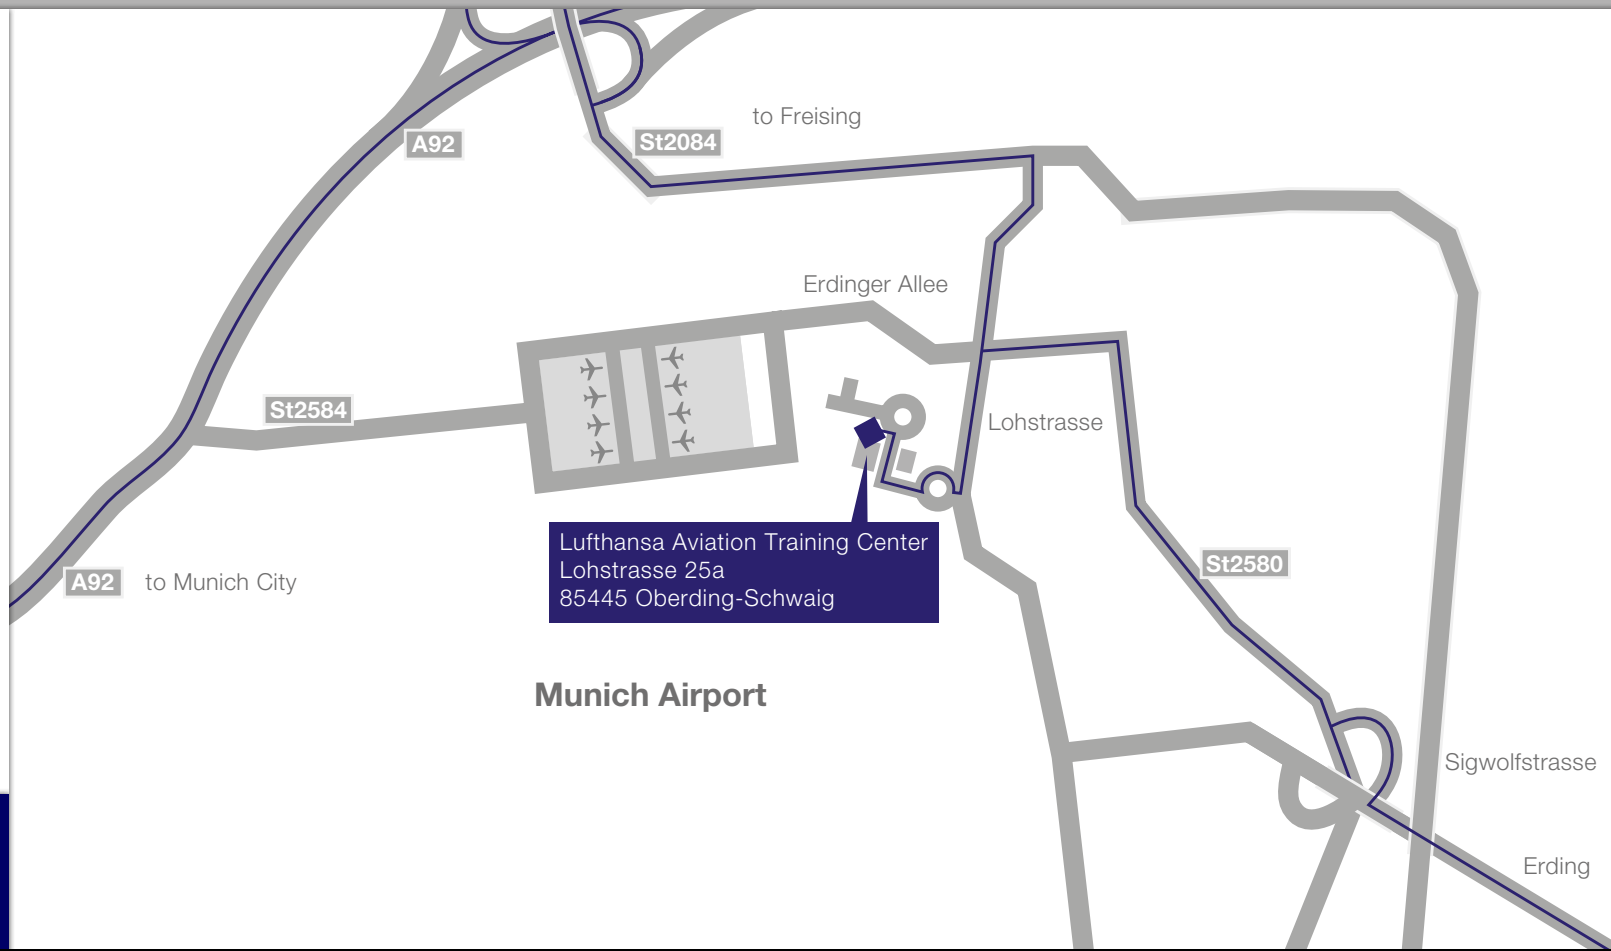 to Freising
St2084
A92
Erdinger Allee
St2584
Lohstrasse
Lufthansa Aviation Training Center
Lohstrasse 25a
85445 Oberding-Schwaig
St2580
A92
to Munich City
Munich Airport
Sigwolfstrasse
Erding